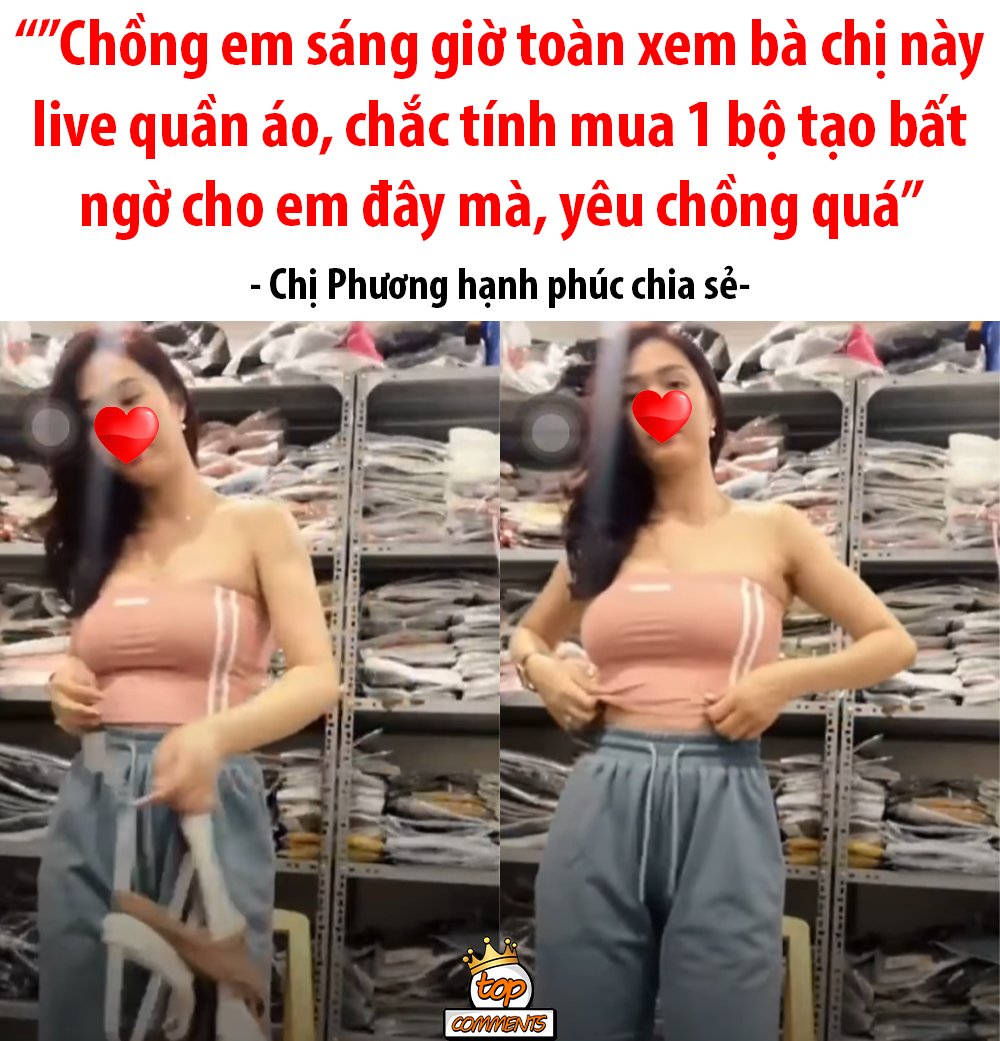 “”Chồng em sáng giờ toàn xem bà chị này
live quần áo, chắc tính mua 1 bộ tạo bất
ngờ cho em đây mà, yêu chồng quá”
- Chị Phương hạnh phúc chia sẻ-
top
COMMENTS